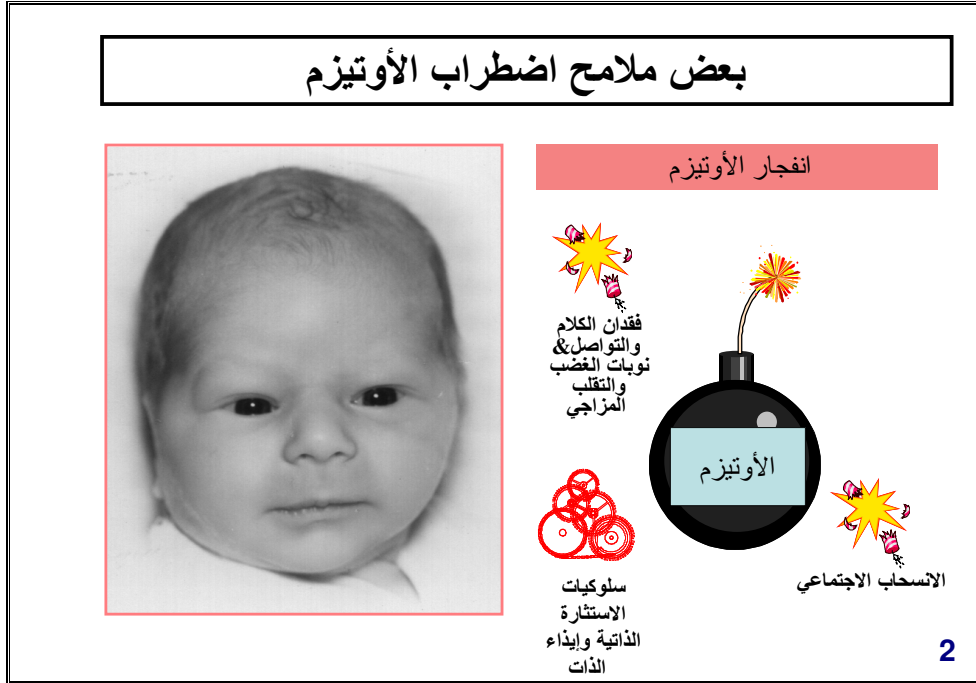 بعض ملامح اضطراب الأوتيزم
انفجار الأوتيزم
فقدان الكلام
والتواصل&
نوبات الغضب
والتقلب
المزاجي
الأوتيزم
الانسحاب الاجتماعي
سلوكيات
الاستثارة
الذاتية وإيذاء
الذات
2